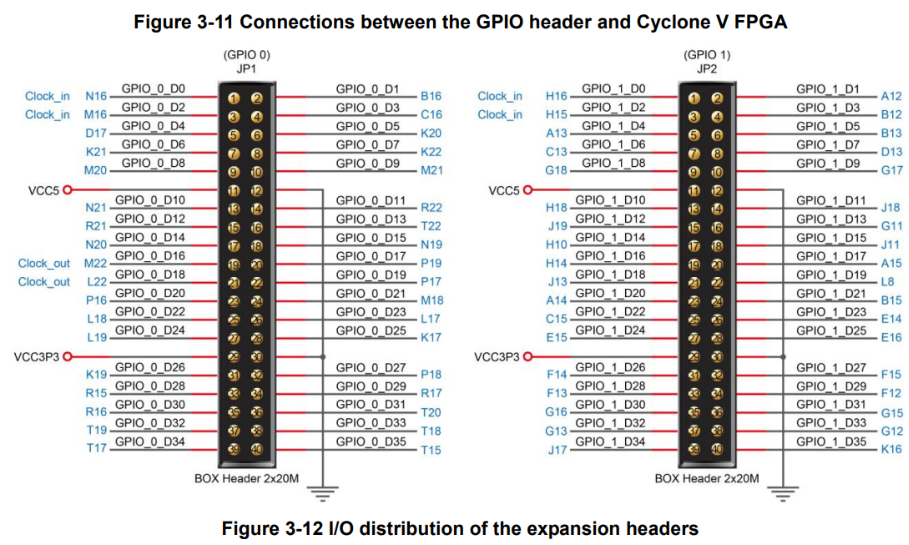 Figure 3-11 Connections between the GPIO header and Cyclone V FPGA
(GPIO 0)
JP1
Clock_in N16 GPIO_0_D0 1 2 GPIO_0_D1 B16
Clock_in M16 GPIO_0_D2 3 4 GPIO_0_D3 C16
D17 GPIO_0_D4 5 6 GPIO_0_D5 K20
K21 GPIO_0_D6 7 8 GPIO_0_D7 K22
M20 GPIO_0_D8 9 10 GPIO_0_D9 M21
VCC5 11 12
N21 GPIO_0_D10 13 14 GPIO_0_D11 R22
R21 GPIO_0_D12 15 16 GPIO_0_D13 T22
N20 GPIO_0_D14 17 18 GPIO_0_D15 N19
Clock_out M22 GPIO_0_D16 19 20 GPIO_0_D17 P19
Clock_out L22 GPIO_0_D18 21 22 GPIO_0_D19 P17
P16 GPIO_0_D20 23 24 GPIO_0_D21 M18
L18 GPIO_0_D22 25 26 GPIO_0_D23 L17
L19 GPIO_0_D24 27 28 GPIO_0_D25 K17
VCC3P3 29 30
K19 GPIO_0_D26 31 32 GPIO_0_D27 P18
R15 GPIO_0_D28 33 34 GPIO_0_D29 R17
R16 GPIO_0_D30 35 36 GPIO_0_D31 T20
T19 GPIO_0_D32 37 38 GPIO_0_D33 T18
T17 GPIO_0_D34 39 40 GPIO_0_D35 T15
BOX Header 2x20M
(GPIO 1)
JP2
Clock_in H16 GPIO_1_D0 1 2 GPIO_1_D1 A12
Clock_in H15 GPIO_1_D2 3 4 GPIO_1_D3 B12
A13 GPIO_1_D4 5 6 GPIO_1_D5 B13
C13 GPIO_1_D6 7 8 GPIO_1_D7 D13
G18 GPIO_1_D8 9 10 GPIO_1_D9 G17
VCC5 11 12
H18 GPIO_1_D10 13 14 GPIO_1_D11 J18
J19 GPIO_1_D12 15 16 GPIO_1_D13 G11
H10 GPIO_1_D14 17 18 GPIO_1_D15 J11
H14 GPIO_1_D16 19 20 GPIO_1_D17 A15
J13 GPIO_1_D18 21 22 GPIO_1_D19 L8
A14 GPIO_1_D20 23 24 GPIO_1_D21 B15
C15 GPIO_1_D22 25 26 GPIO_1_D23 E14
E15 GPIO_1_D24 27 28 GPIO_1_D25 E16
VCC3P3 29 30
F14 GPIO_1_D26 31 32 GPIO_1_D27 F15
F13 GPIO_1_D28 33 34 GPIO_1_D29 F12
G16 GPIO_1_D30 35 36 GPIO_1_D31 G15
G13 GPIO_1_D32 37 38 GPIO_1_D33 G12
J17 GPIO_1_D34 39 40 GPIO_1_D35 K16
BOX Header 2x20M
Figure 3-12 I/O distribution of the expansion headers